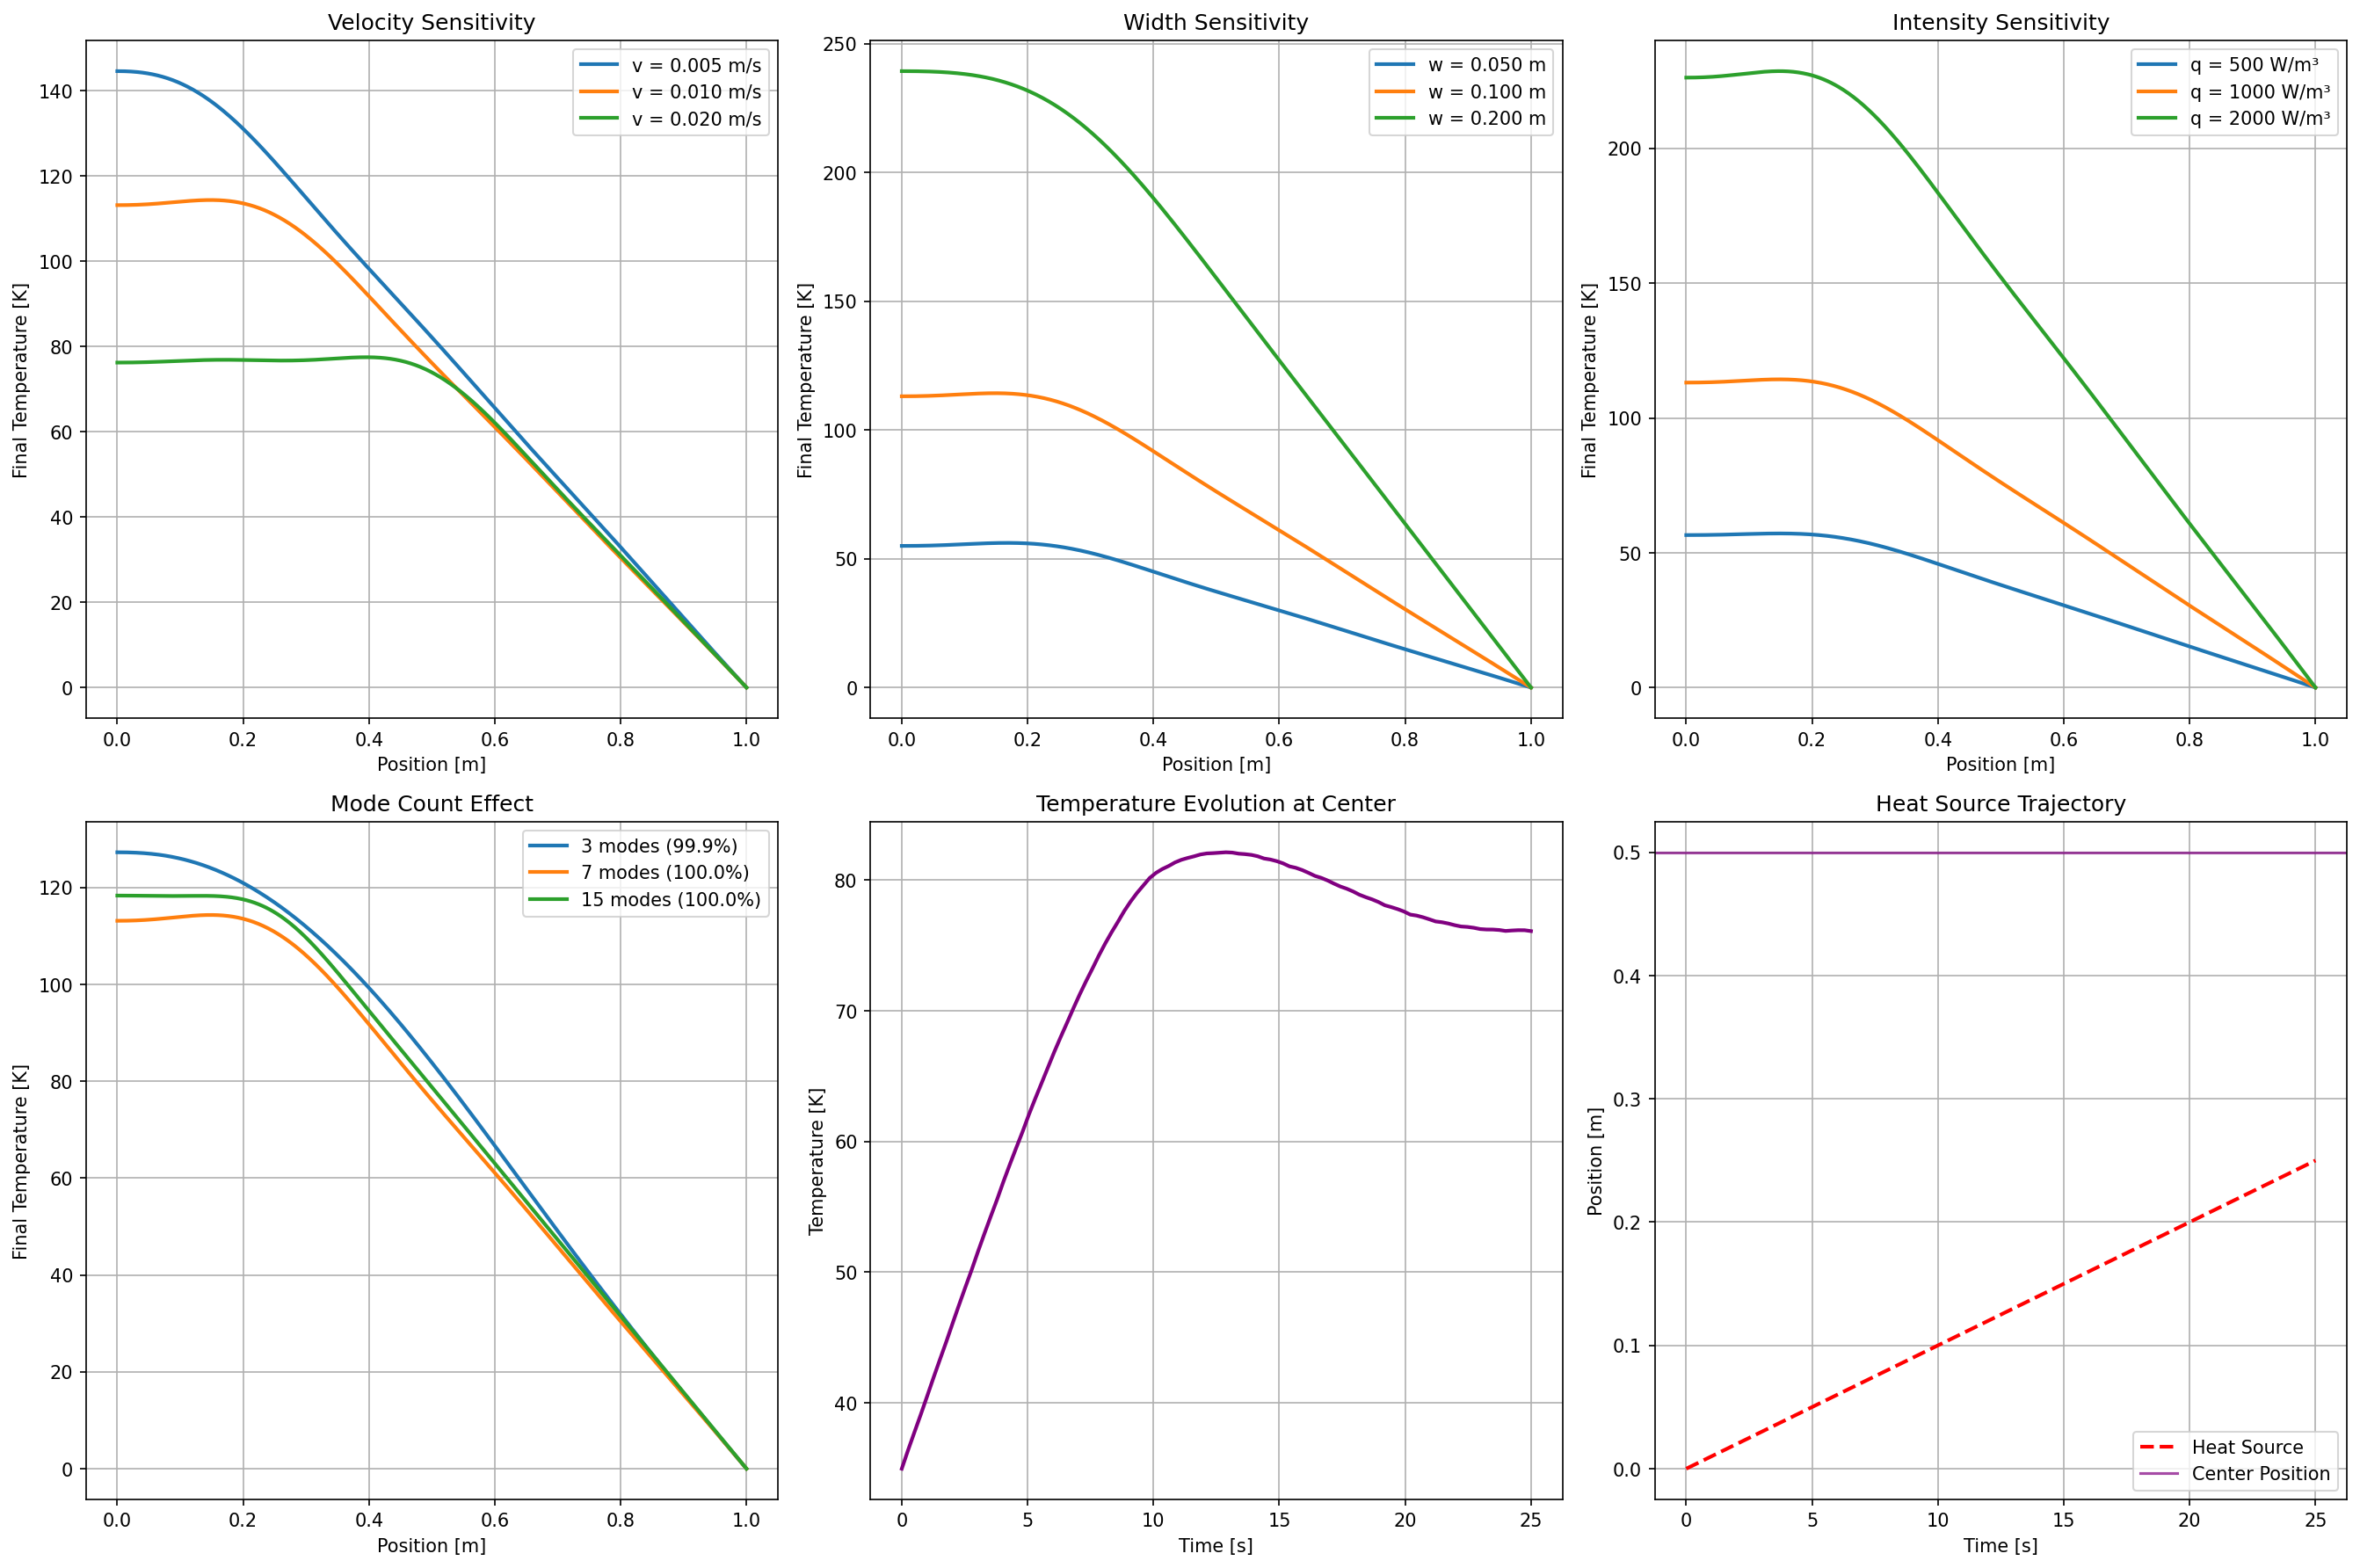 Velocity Sensitivity
Final Temperature [K]
140
120
100
80
60
40
20
0
v = 0.005 m/s
v = 0.010 m/s
v = 0.020 m/s
0.0 0.2 0.4 0.6 0.8 1.0
Position [m]
Width Sensitivity
Final Temperature [K]
250
200
150
100
50
0
w = 0.050 m
w = 0.100 m
w = 0.200 m
0.0 0.2 0.4 0.6 0.8 1.0
Position [m]
Intensity Sensitivity
Final Temperature [K]
200
150
100
50
0
q = 500 W/m³
q = 1000 W/m³
q = 2000 W/m³
0.0 0.2 0.4 0.6 0.8 1.0
Position [m]
Mode Count Effect
Final Temperature [K]
120
100
80
60
40
20
0
3 modes (99.9%)
7 modes (100.0%)
15 modes (100.0%)
0.0 0.2 0.4 0.6 0.8 1.0
Position [m]
Temperature Evolution at Center
Temperature [K]
80
70
60
50
40
0 5 10 15 20 25
Time [s]
Heat Source Trajectory
Position [m]
0.5
0.4
0.3
0.2
0.1
0.0
Heat Source
Center Position
0 5 10 15 20 25
Time [s]